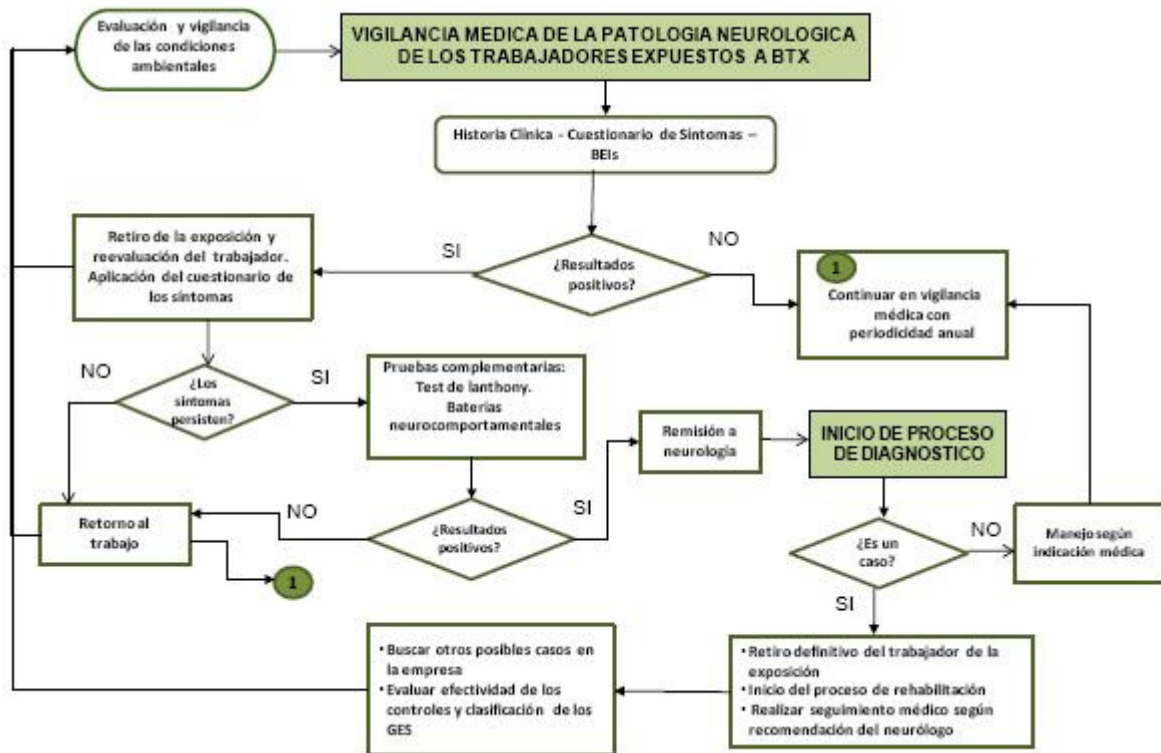 Evaluación y vigilancia
de las condiciones
ambientales
VIGILANCIA MEDICA DE LA PATOLOGIA NEUROLOGICA
DE LOS TRABAJADORES EXPUESTOS A BTX
Historia Clínica - Cuestionario de Síntomas –
BEIs
¿Resultados
positivos?
SI
NO
Retiro de la exposición y
reevaluación del trabajador.
Aplicación del cuestionario de
los síntomas
1
Continuar en vigilancia
médica con
periodicidad anual
¿Los
síntomas
persisten?
NO
SI
Pruebas complementarias:
Test de lanthony.
Baterías
neurocomportamentales
Remisión a
neurología
INICIO DE PROCESO
DE DIAGNOSTICO
Retorno al
trabajo
1
NO
¿Resultados
positivos?
SI
¿Es un
caso?
NO
Manejo según
indicación médica
SI
• Buscar otros posibles casos en
la empresa
• Evaluar efectividad de los
controles y clasificación de los
GES
• Retiro definitivo del trabajador de la
exposición
• Inicio del proceso de rehabilitación
• Realizar seguimiento médico según
recomendación del neurólogo